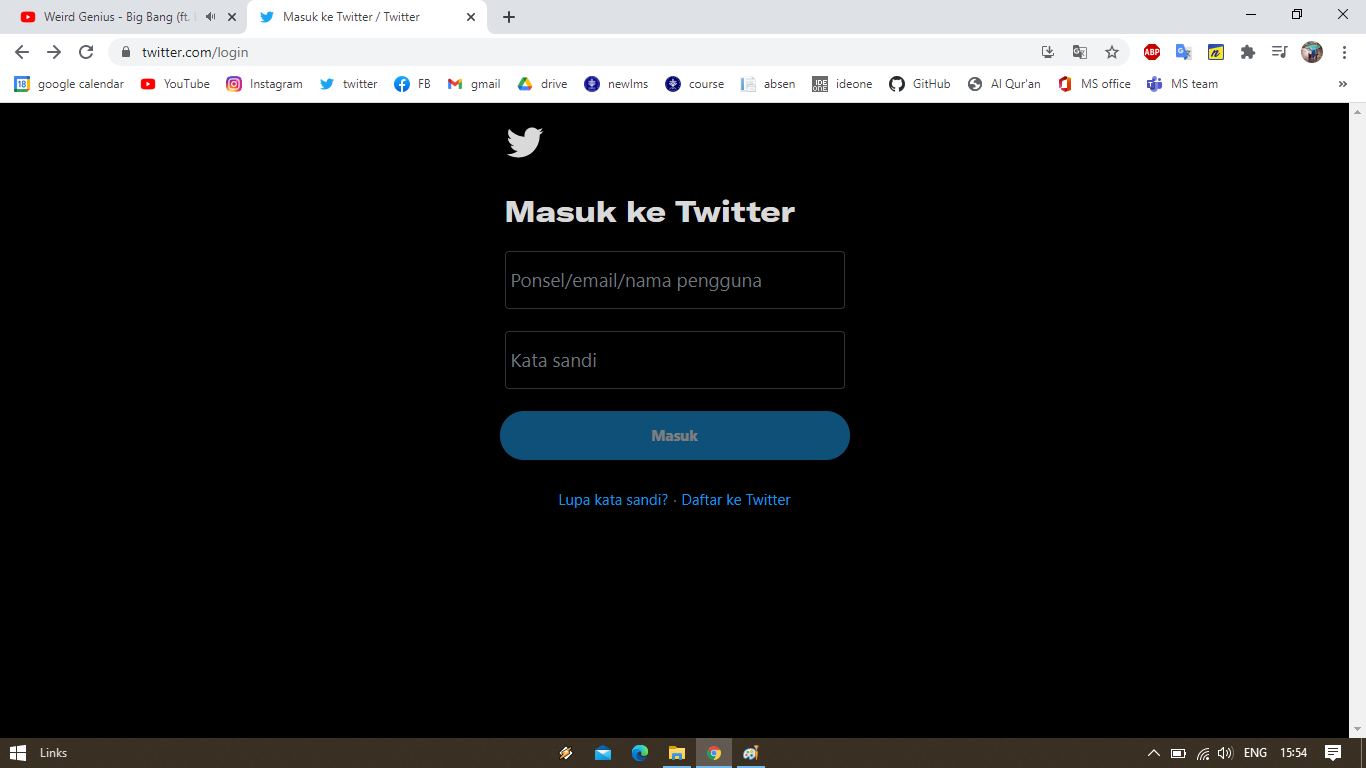 Weird Genius - Big Bang (ft.
Masuk ke Twitter / Twitter
twitter.com/login
ABP
google calendar YouTube Instagram twitter FB gmail drive newlms course absen ideone GitHub Al Qur'an MS office MS team
Masuk ke Twitter
Ponsel/email/nama pengguna
Kata sandi
Masuk
Lupa kata sandi? · Daftar ke Twitter
Links
ENG 15:54